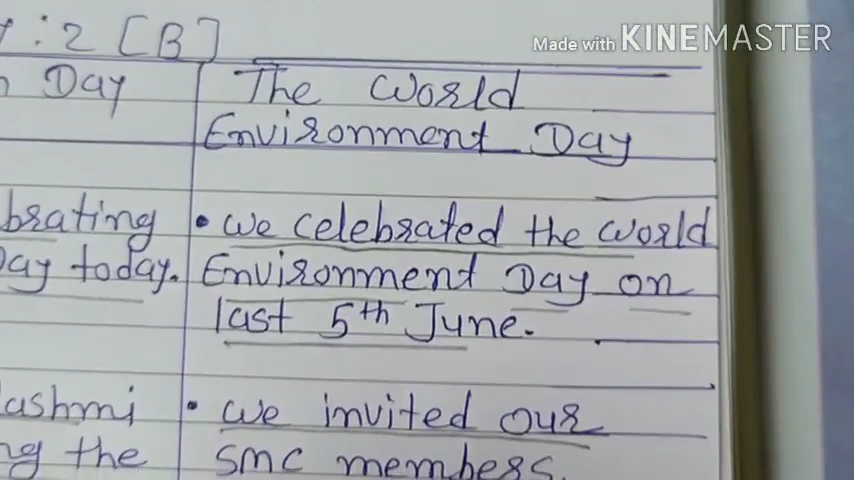 : 2 [B]
Made with KINEMASTER
Day
The World
Environment Day
brating
• We celebrated the World
Day today.
Environment Day on
last 5th June.
ashmi
• We invited our
ng the
SMC members.